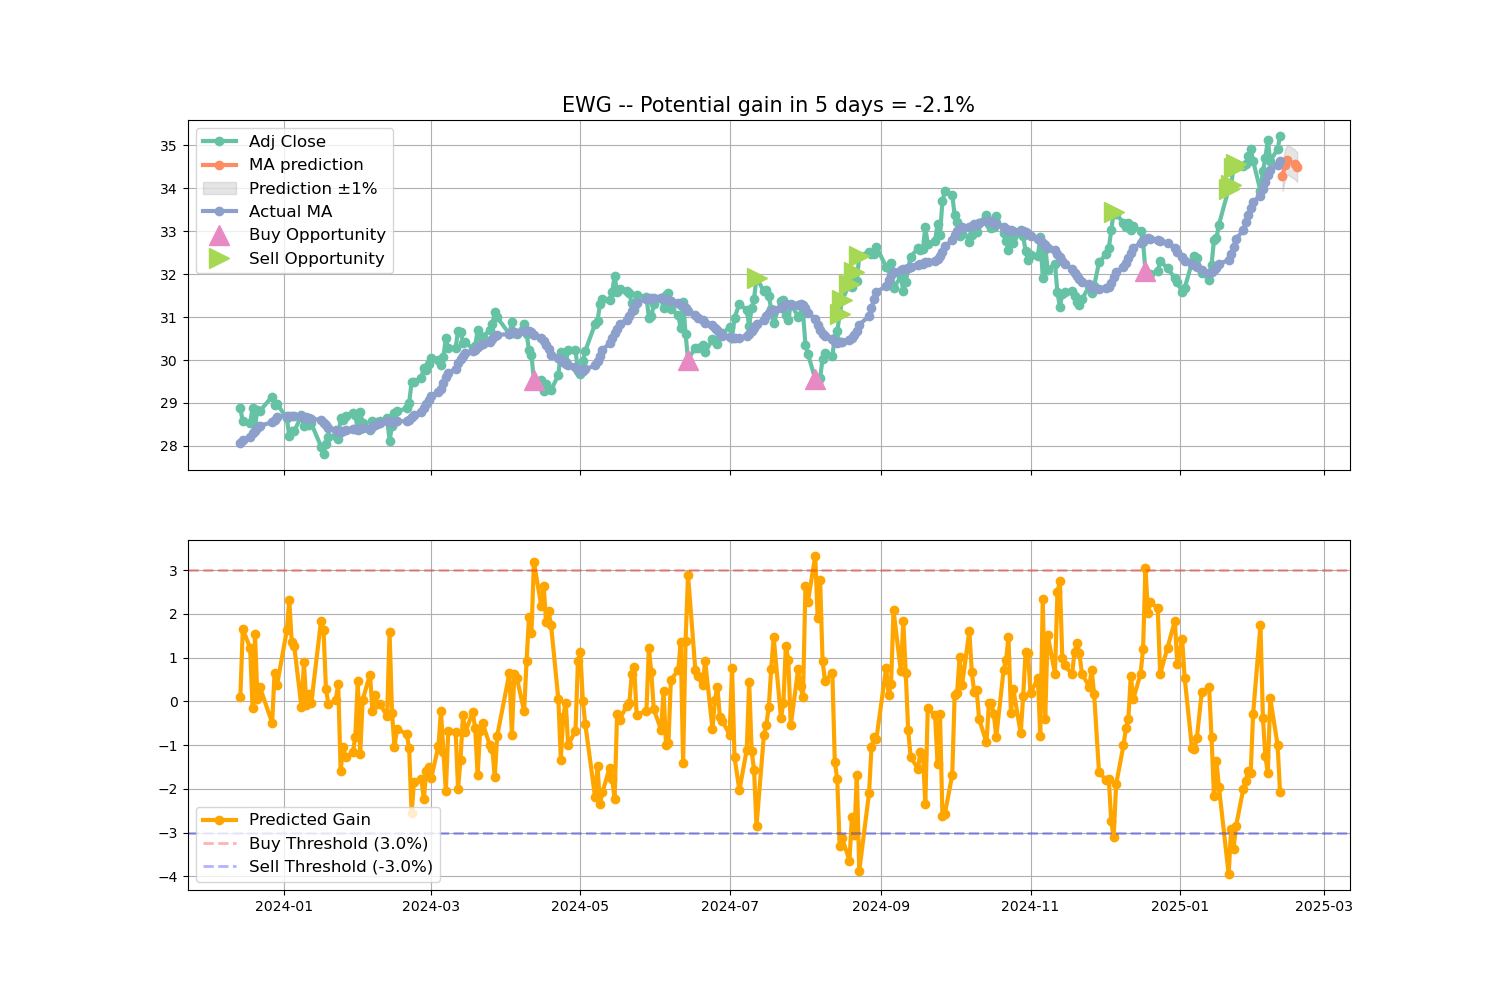 EWG -- Potential gain in 5 days = -2.1%
Adj Close
MA prediction
Prediction ±1%
Actual MA
Buy Opportunity
Sell Opportunity
35
34
33
32
31
30
29
28
3
2
1
0
−1
−2
−3
−4
Predicted Gain
Buy Threshold (3.0%)
Sell Threshold (-3.0%)
2024-01
2024-03
2024-05
2024-07
2024-09
2024-11
2025-01
2025-03